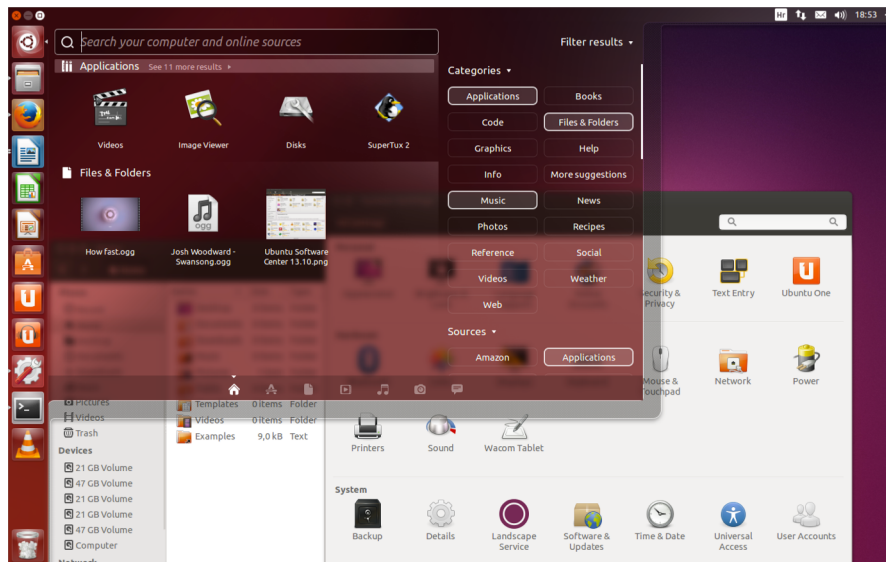 Hr 18:53
Search your computer and online sources
Filter results ▾
Applications See 11 more results ▸
Videos
Image Viewer
Disks
SuperTux 2
Files & Folders
How fast.ogg
ogg
Josh Woodward -
Swansong.ogg
Ubuntu Software
Center 13.10.png
Categories ▾
Applications Books
Code Files & Folders
Graphics Help
Info More suggestions
Music News
Photos Recipes
Reference Social
Videos Weather
Web
Sources ▾
Amazon Applications
Security &
Privacy
Text Entry
Ubuntu One
Mouse &
Touchpad
Network
Power
Pictures
Videos
Trash
Devices
21 GB Volume
47 GB Volume
21 GB Volume
21 GB Volume
47 GB Volume
Computer
Network
Templates 0 items Folder
Videos 0 items Folder
Examples 9,0 kB Text
Printers
Sound
Wacom Tablet
System
Backup
Details
Landscape
Service
Software &
Updates
Time & Date
Universal
Access
User Accounts